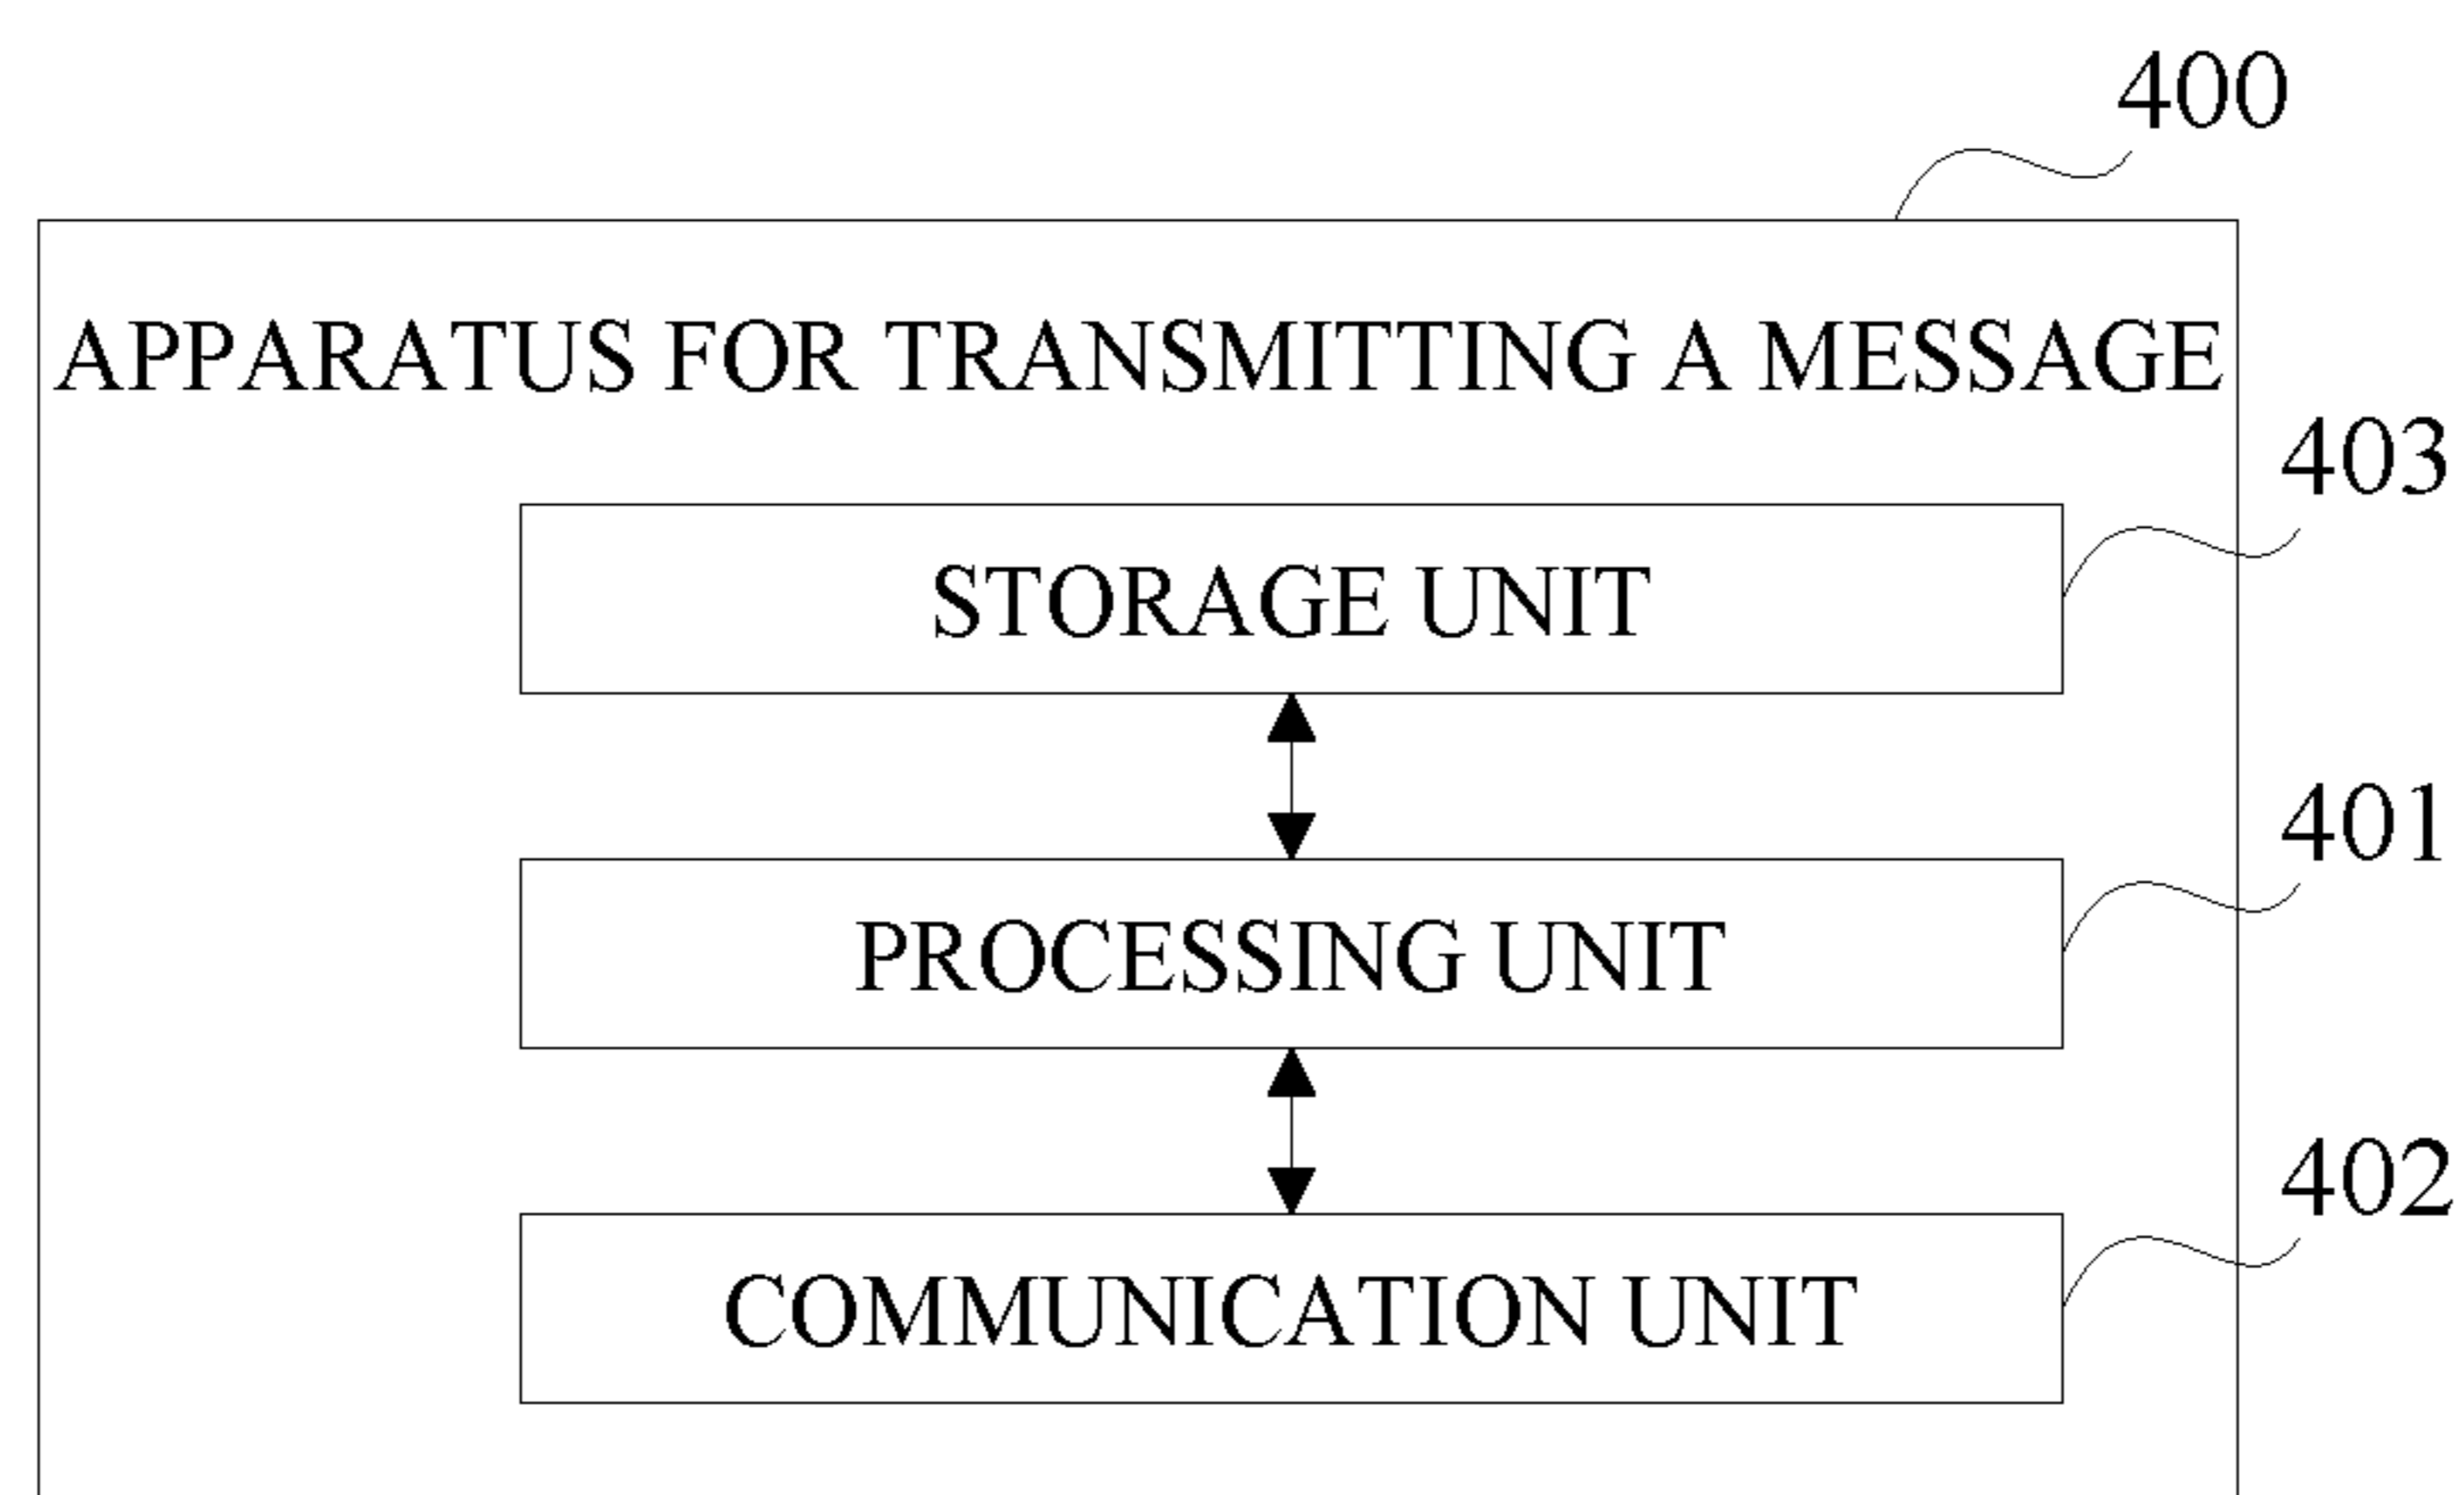 400
APPARATUS FOR TRANSMITTING A MESSAGE
403
STORAGE UNIT
401
PROCESSING UNIT
402
COMMUNICATION UNIT